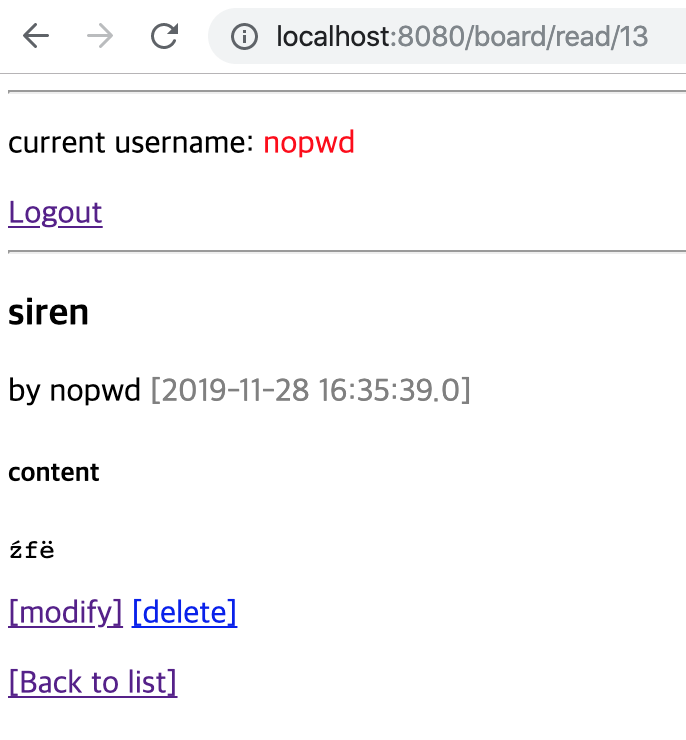 localhost:8080/board/read/13
current username: nopwd
Logout
siren
by nopwd [2019-11-28 16:35:39.0]
content
źfë
[modify] [delete]
[Back to list]